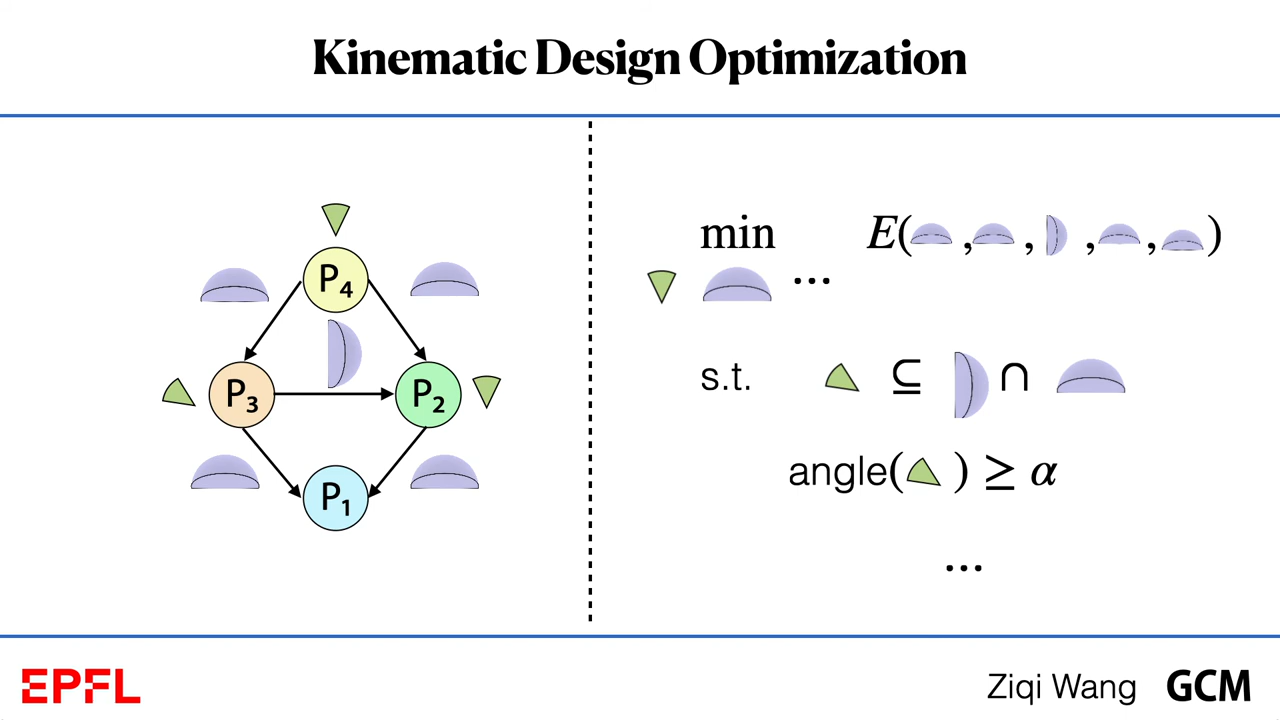 Kinematic Design Optimization
P₄
P₃
P₂
P₁
min E( , , , , )
...
s.t. ⊆ ∩
angle( ) ≥ α
...
EPFL
Ziqi Wang GCM